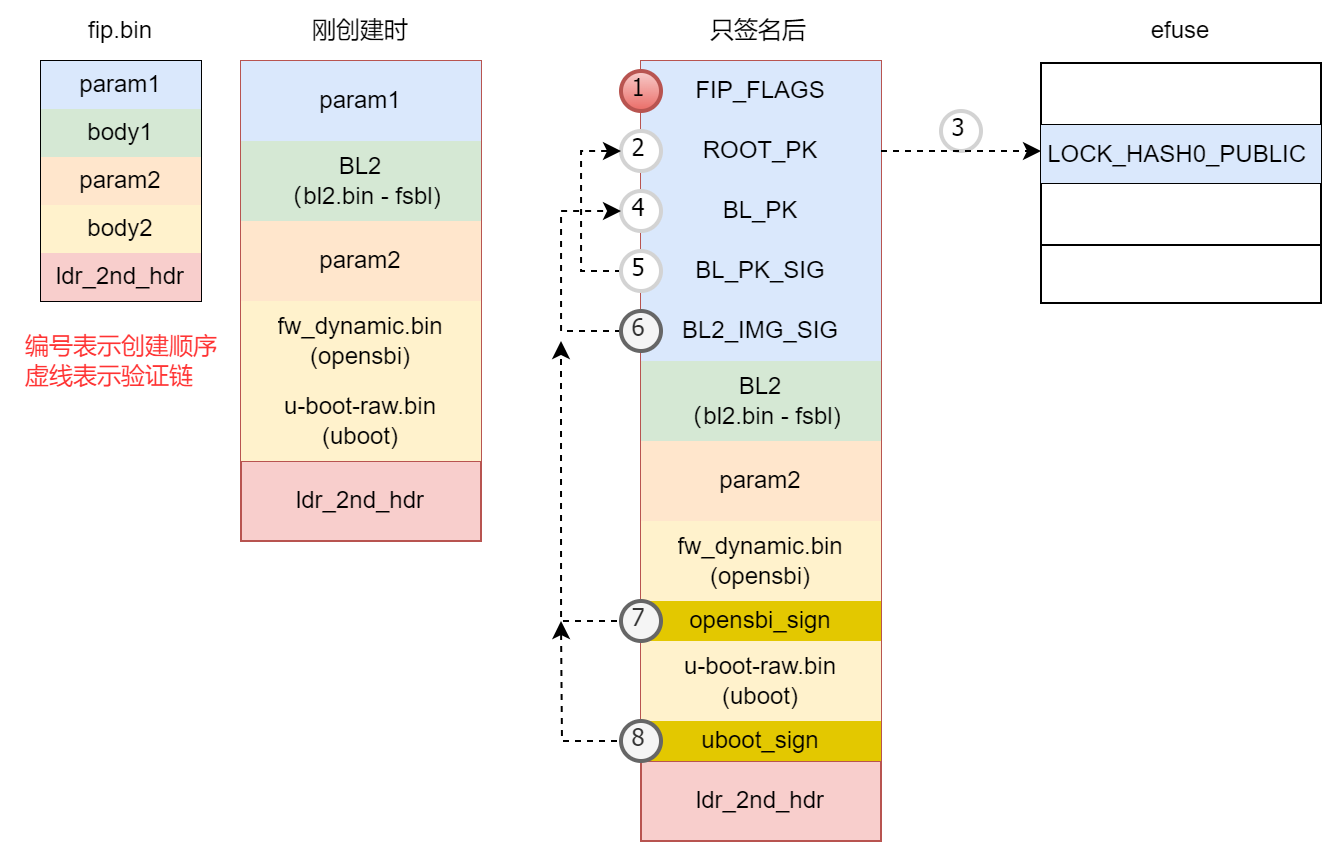 fip.bin
param1
body1
param2
body2
ldr_2nd_hdr
编号表示创建顺序
虚线表示验证链
刚创建时
param1
BL2
(bl2.bin - fsbl)
param2
fw_dynamic.bin
(opensbi)
u-boot-raw.bin
(uboot)
ldr_2nd_hdr
只签名后
1 FIP_FLAGS
2 ROOT_PK
4 BL_PK
5 BL_PK_SIG
6 BL2_IMG_SIG
BL2
(bl2.bin - fsbl)
param2
fw_dynamic.bin
(opensbi)
7 opensbi_sign
u-boot-raw.bin
(uboot)
8 uboot_sign
ldr_2nd_hdr
3
efuse
LOCK_HASH0_PUBLIC